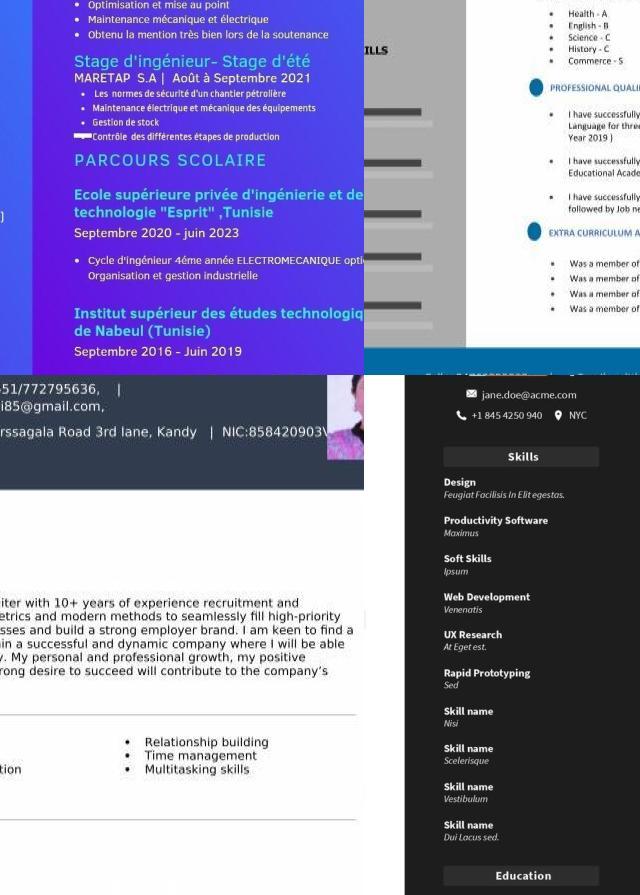 Optimisation et mise au point
Maintenance mécanique et électrique
Obtenu la mention très bien lors de la soutenance
Stage d'ingénieur- Stage d'été
MARETAP S.A | Août à Septembre 2021
Les normes de sécurité d'un chantier pétrolière
Maintenance électrique et mécanique des équipements
Gestion de stock
Contrôle des différentes étapes de production
PARCOURS SCOLAIRE
Ecole supérieure privée d'ingénierie et de
technologie "Esprit" ,Tunisie
Septembre 2020 - juin 2023
Cycle d'ingénieur 4éme année ELECTROMECANIQUE opti
Organisation et gestion industrielle
Institut supérieur des études technologiq
de Nabeul (Tunisie)
Septembre 2016 - Juin 2019
ILLS
Health - A
English - B
Science - C
History - C
Commerce - S
PROFESSIONAL QUALI
I have successfully
Language for three
Year 2019 )
I have successfully
Educational Acade
I have successfully
followed by Job ne
EXTRA CURRICULUM A
Was a member of
Was a member of
Was a member of
Was a member of
51/772795636, |
i85@gmail.com,
rssagala Road 3rd lane, Kandy | NIC:858420903V
iter with 10+ years of experience recruitment and
etrics and modern methods to seamlessly fill high-priority
sses and build a strong employer brand. I am keen to find a
in a successful and dynamic company where I will be able
y. My personal and professional growth, my positive
rong desire to succeed will contribute to the company's
Relationship building
Time management
tion
Multitasking skills
jane.doe@acme.com
+1 845 4250 940 NYC
Skills
Design
Feugiat Facilisis In Elit egestas.
Productivity Software
Maximus
Soft Skills
Ipsum
Web Development
Venenatis
UX Research
At Eget est.
Rapid Prototyping
Sed
Skill name
Nisi
Skill name
Scelerisque
Skill name
Vestibulum
Skill name
Dui Lacus sed.
Education